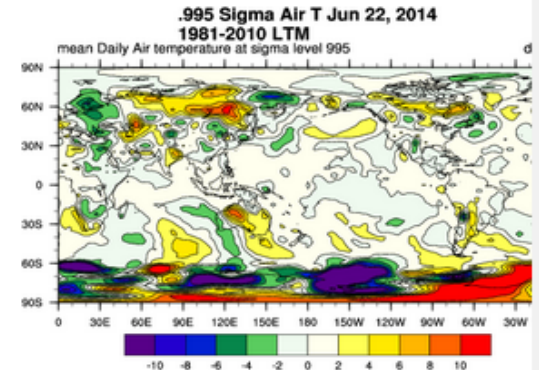 .995 Sigma Air T Jun 22, 2014
1981-2010 LTM
mean Daily Air temperature at sigma level 995 d
90N
60N
30N
0
30S
60S
90S
0 30E 60E 90E 120E 150E 180 150W 120W 90W 60W 30W
-10 -8 -6 -4 -2 0 2 4 6 8 10